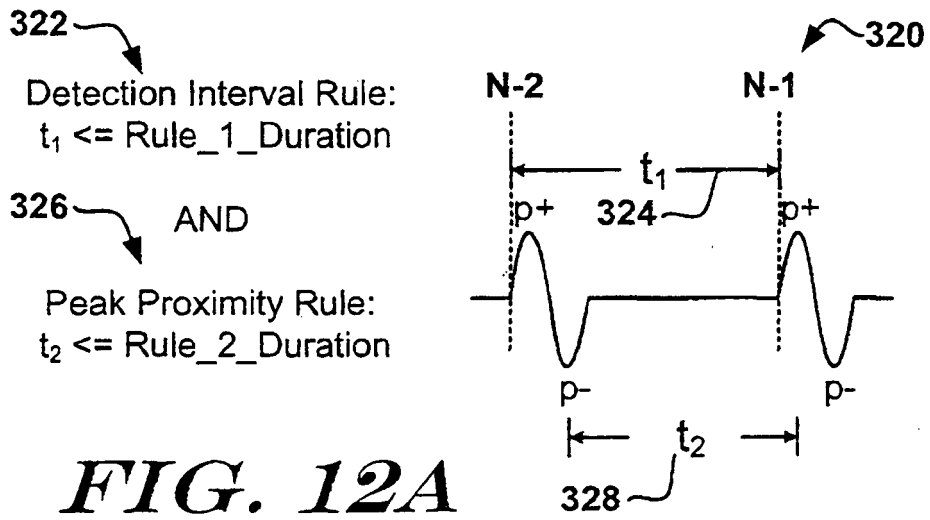 322
Detection Interval Rule:
t₁ <= Rule_1_Duration
326
AND
Peak Proximity Rule:
t₂ <= Rule_2_Duration
320
N-2
N-1
t₁
324
p+
p+
p-
p-
t₂
328
FIG. 12A